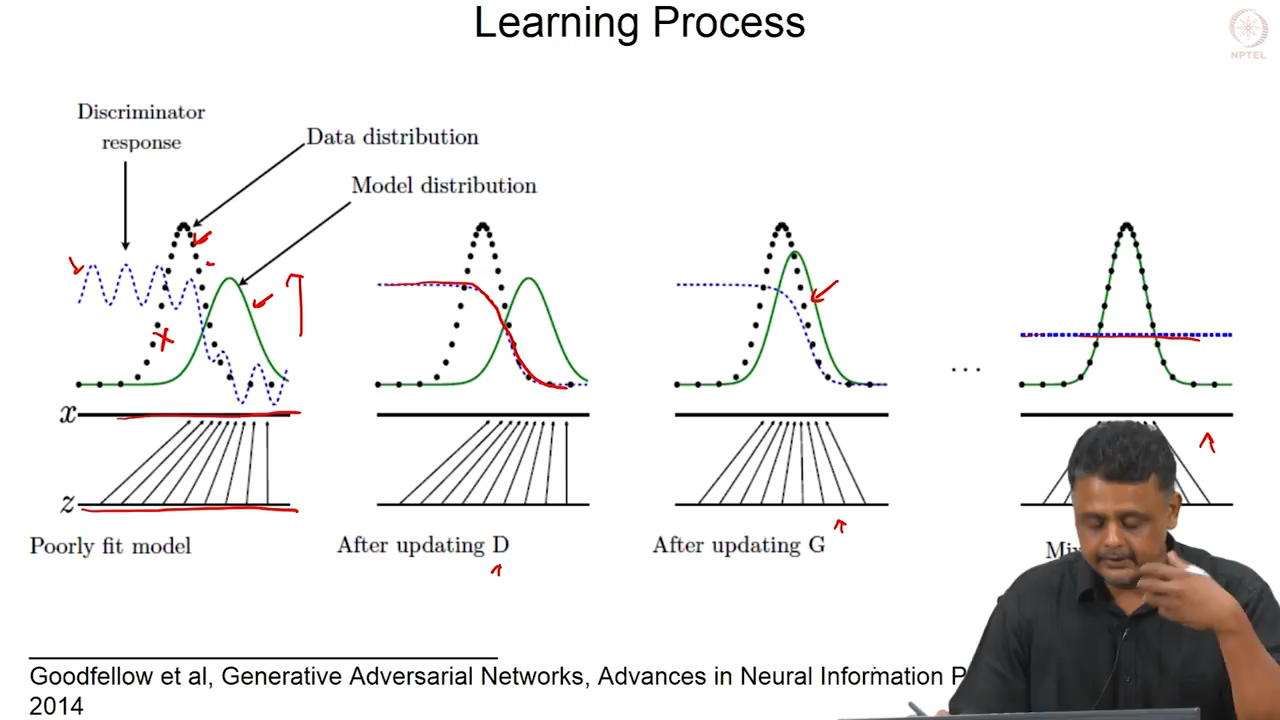 Learning Process
NPTEL
Discriminator
response
Data distribution
Model distribution
...
x
z
Poorly fit model
After updating D
After updating G
Goodfellow et al, Generative Adversarial Networks, Advances in Neural Information
2014